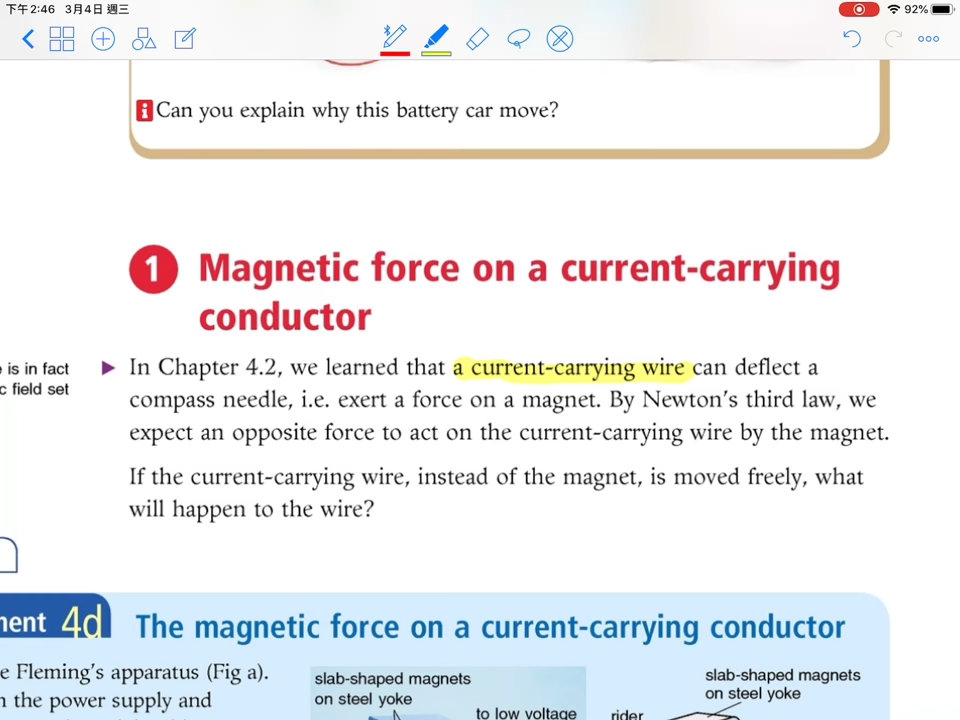 下午2:46 3月4日 週三
92%
Can you explain why this battery car move?
1 Magnetic force on a current-carrying
conductor
e is in fact
c field set
In Chapter 4.2, we learned that a current-carrying wire can deflect a
compass needle, i.e. exert a force on a magnet. By Newton's third law, we
expect an opposite force to act on the current-carrying wire by the magnet.
If the current-carrying wire, instead of the magnet, is moved freely, what
will happen to the wire?
ment 4d The magnetic force on a current-carrying conductor
e Fleming's apparatus (Fig a).
n the power supply and
slab-shaped magnets
on steel yoke
to low voltage
slab-shaped magnets
on steel yoke
rider